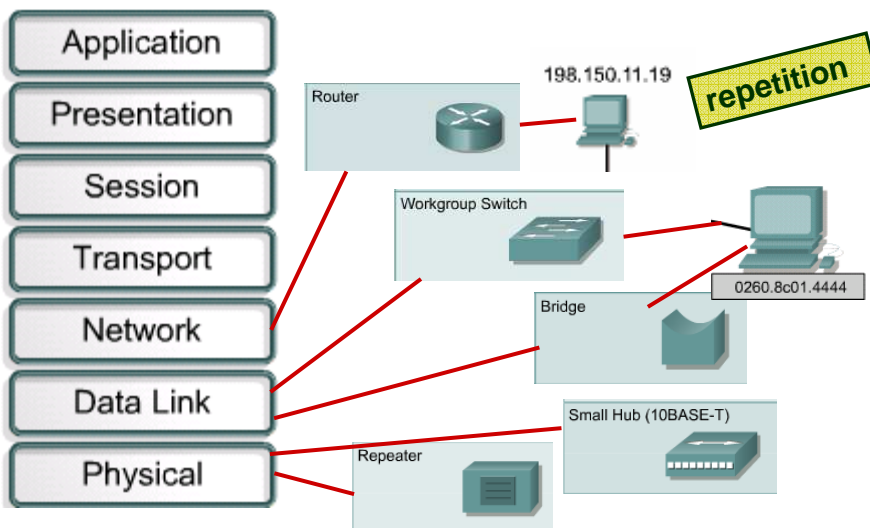 Application
Presentation
Session
Transport
Network
Data Link
Physical
Router
198.150.11.19
repetition
Workgroup Switch
0260.8c01.4444
Bridge
Small Hub (10BASE-T)
Repeater